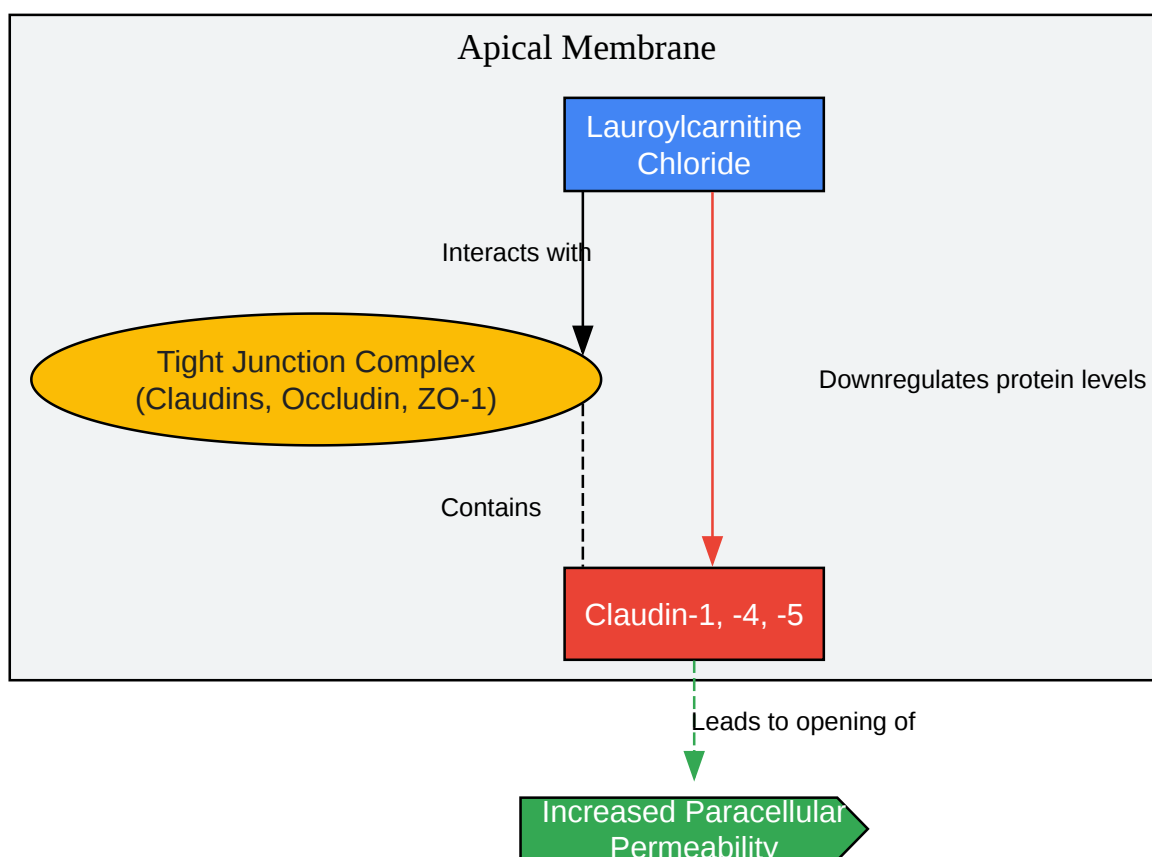 Apical Membrane
Lauroylcarnitine
Chloride
Interacts with
Tight Junction Complex
(Claudins, Occludin, ZO-1)
Downregulates protein levels
Contains
Claudin-1, -4, -5
Leads to opening of
Increased Paracellular
Permeability